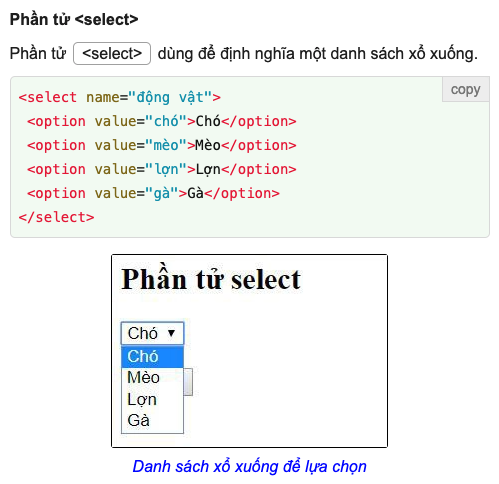 Phần tử <select>
Phần tử <select> dùng để định nghĩa một danh sách xổ xuống.
copy
<select name="động vật">
<option value="chó">Chó</option>
<option value="mèo">Mèo</option>
<option value="lợn">Lợn</option>
<option value="gà">Gà</option>
</select>
Phần tử select
Chó ▼
Chó
Mèo
Lợn
Gà
Danh sách xổ xuống để lựa chọn